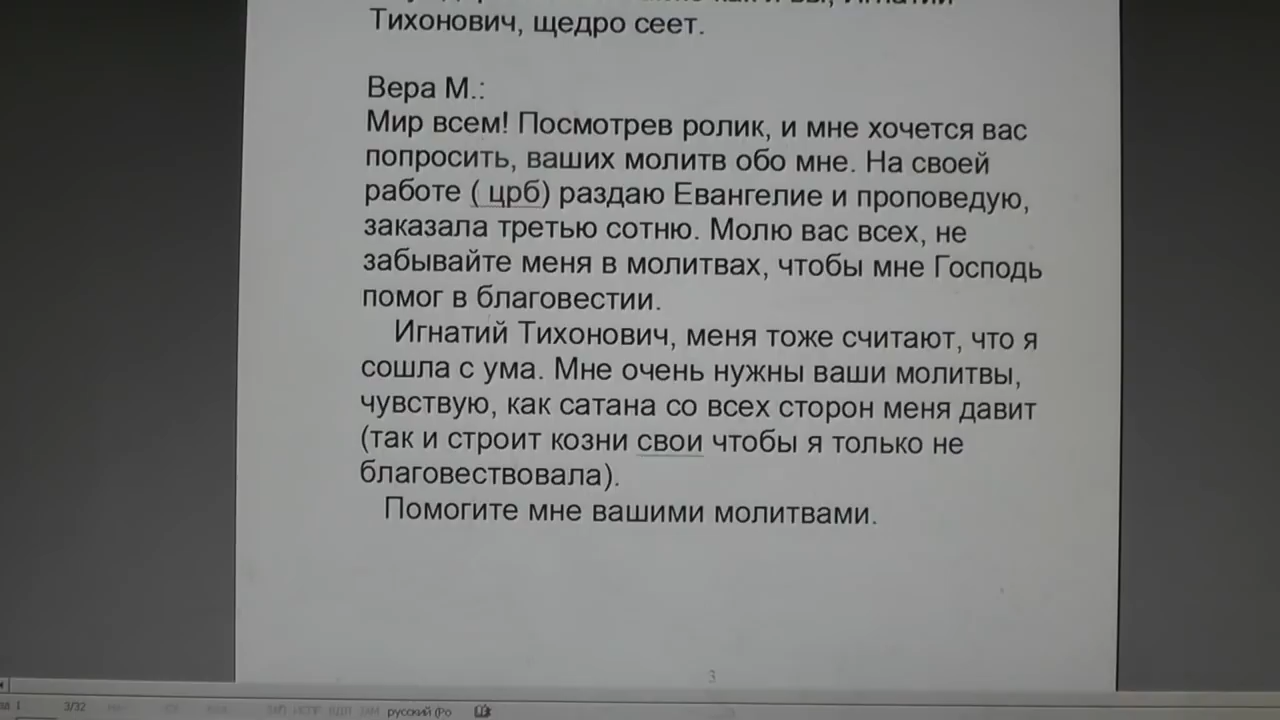 Игнатий
Тихонович, щедро сеет.
Вера М.:
Мир всем! Посмотрев ролик, и мне хочется вас
попросить, ваших молитв обо мне. На своей
работе ( црб) раздаю Евангелие и проповедую,
заказала третью сотню. Молю вас всех, не
забывайте меня в молитвах, чтобы мне Господь
помог в благовестии.
Игнатий Тихонович, меня тоже считают, что я
сошла с ума. Мне очень нужны ваши молитвы,
чувствую, как сатана со всех сторон меня давит
(так и строит козни свои чтобы я только не
благовествовала).
Помогите мне вашими молитвами.
3
3/32 русский (Ро